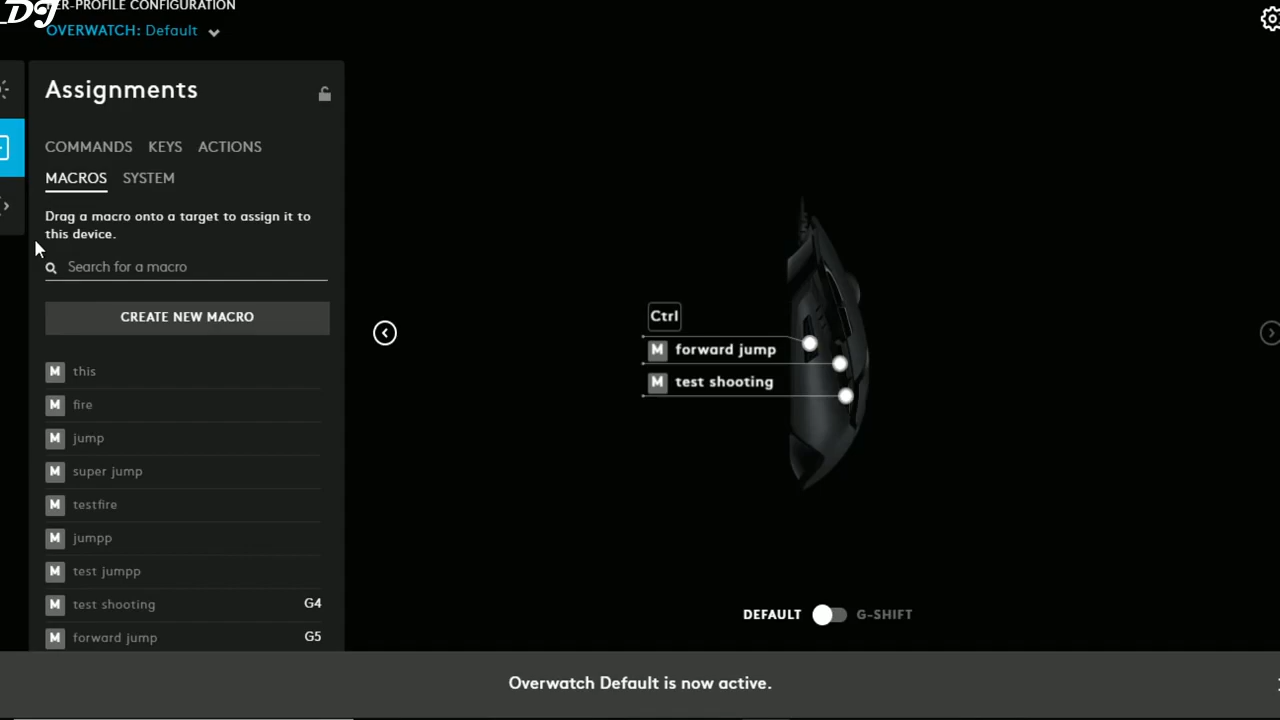 DJ
ER-PROFILE CONFIGURATION
OVERWATCH: Default
Assignments
COMMANDS KEYS ACTIONS
MACROS SYSTEM
Drag a macro onto a target to assign it to
this device.
Search for a macro
CREATE NEW MACRO
M this
M fire
M jump
M super jump
M testfire
M jumpp
M test jumpp
M test shooting G4
M forward jump G5
Ctrl
M forward jump
M test shooting
DEFAULT G-SHIFT
Overwatch Default is now active.